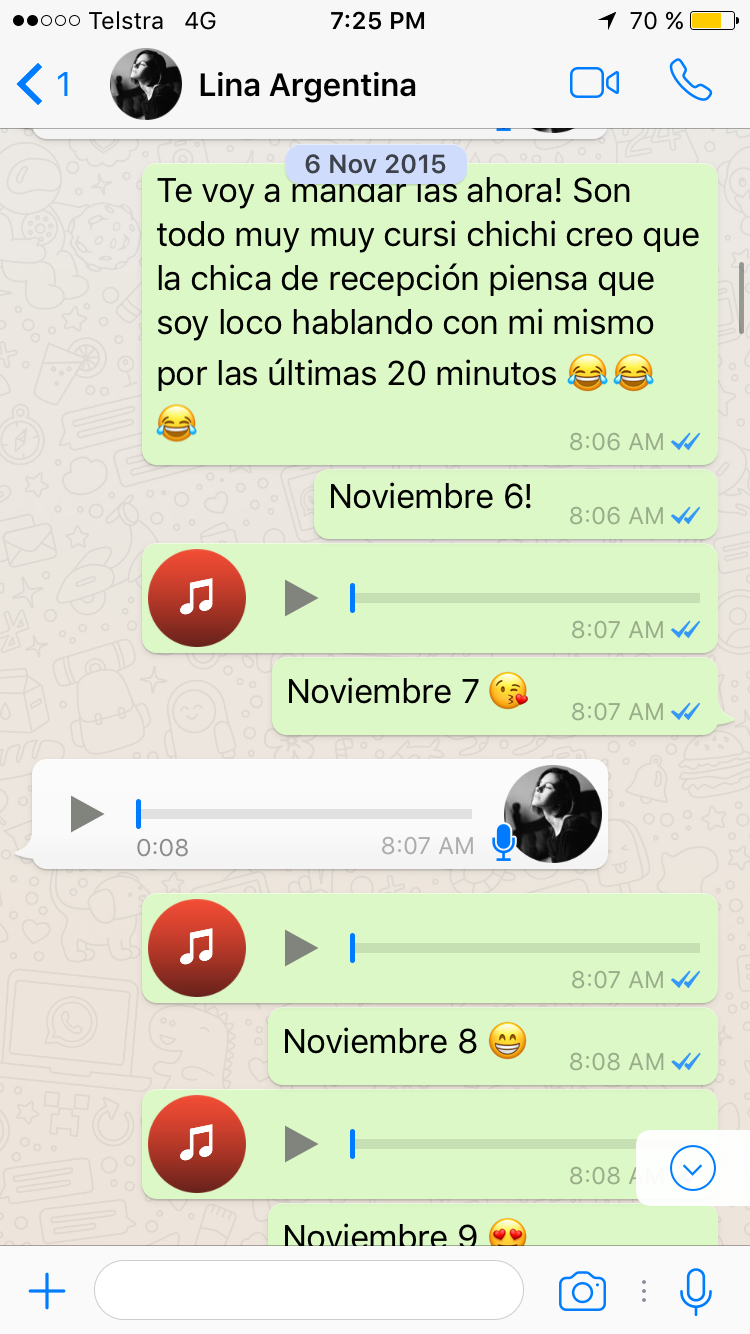 Telstra 4G 7:25 PM 70 %
1 Lina Argentina
6 Nov 2015
Te voy a mandar las ahora! Son
todo muy muy cursi chichi creo que
la chica de recepción piensa que
soy loco hablando con mi mismo
por las últimas 20 minutos 😂😂
😂
8:06 AM
Noviembre 6!
8:06 AM
8:07 AM
Noviembre 7 😘
8:07 AM
0:08 8:07 AM
8:07 AM
Noviembre 8 😁
8:08 AM
8:08 A
Noviembre 9 😍